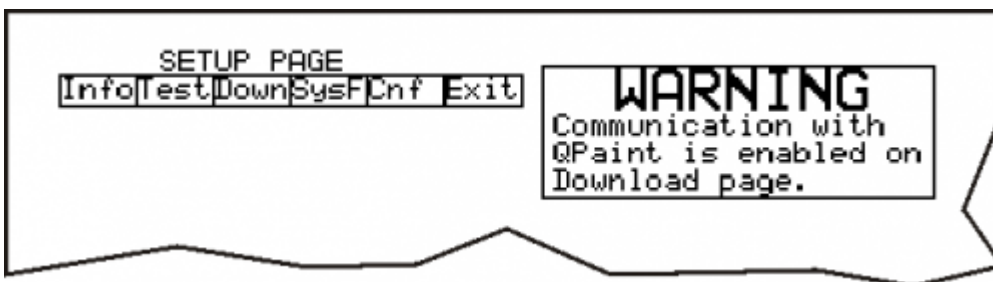 SETUP PAGE
Info Test Down SysF Cnf Exit
WARNING
Communication with
QPaint is enabled on
Download page.